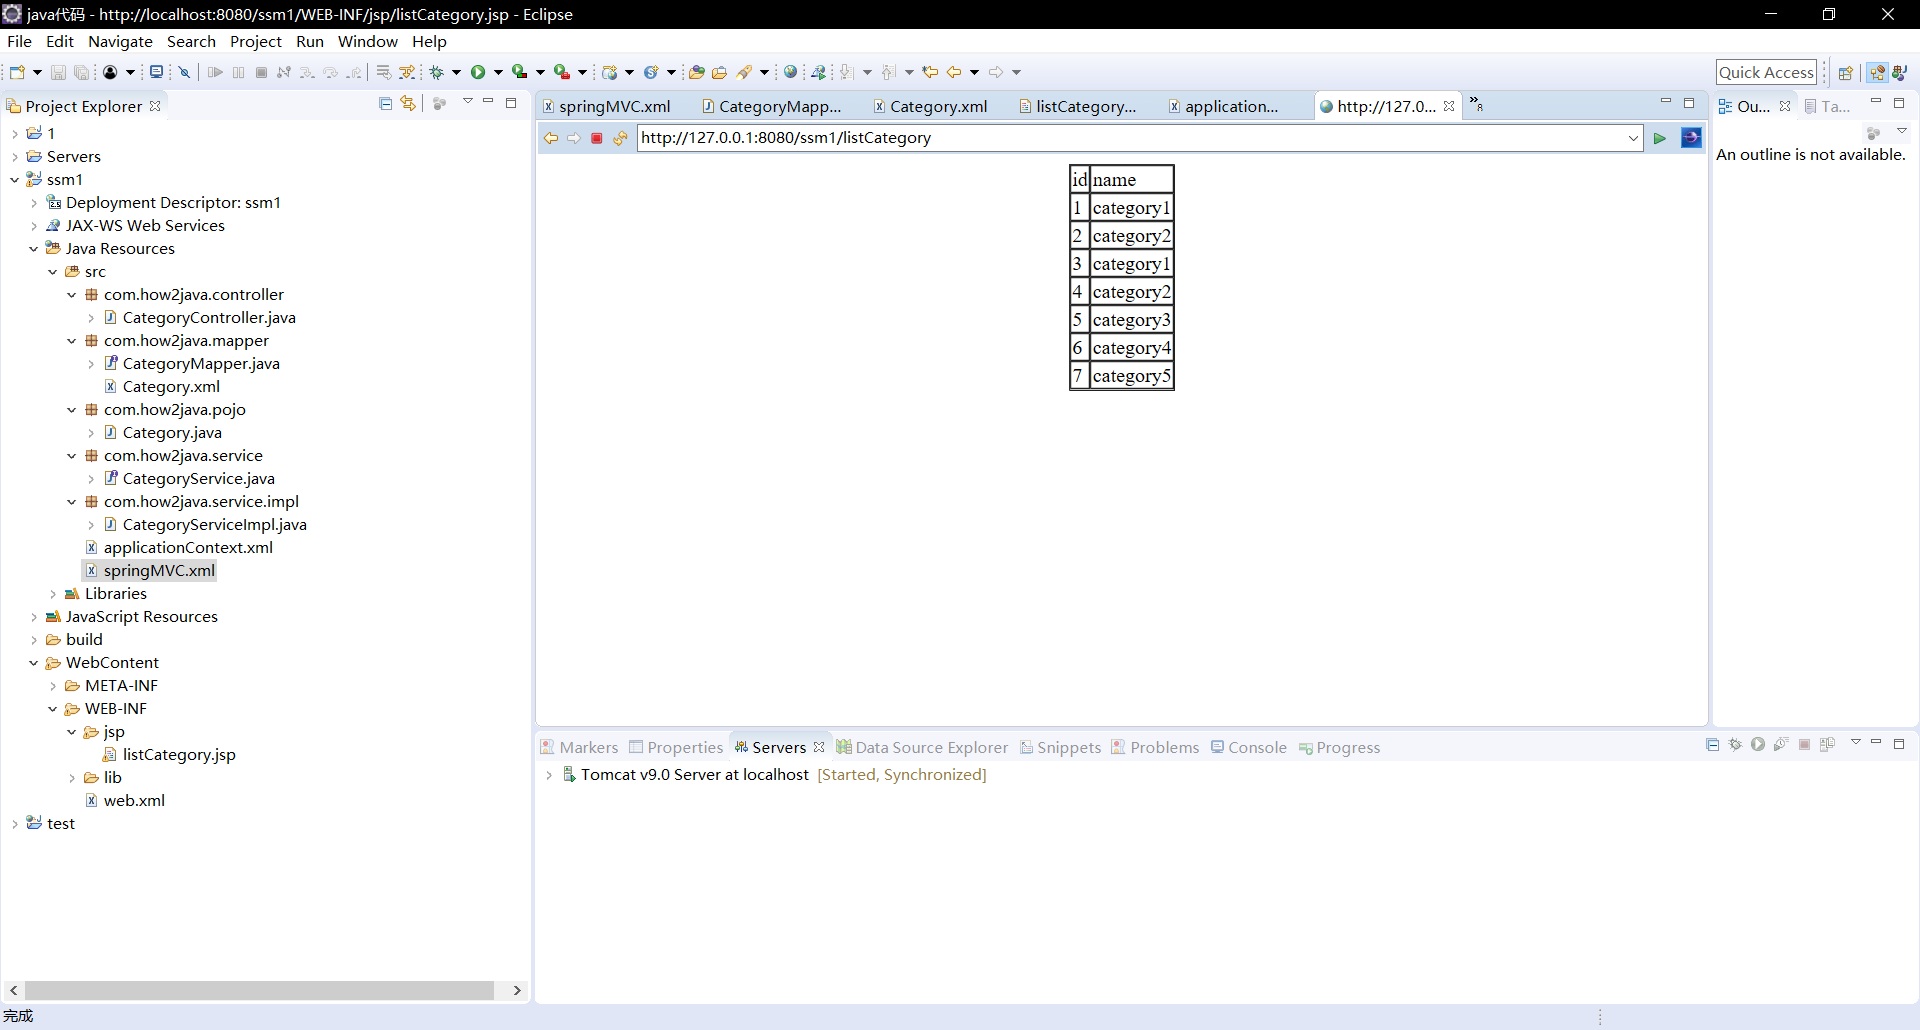 java代码 - http://localhost:8080/ssm1/WEB-INF/jsp/listCategory.jsp - Eclipse
File Edit Navigate Search Project Run Window Help
Quick Access
Project Explorer
1
Servers
ssm1
Deployment Descriptor: ssm1
JAX-WS Web Services
Java Resources
src
com.how2java.controller
CategoryController.java
com.how2java.mapper
CategoryMapper.java
Category.xml
com.how2java.pojo
Category.java
com.how2java.service
CategoryService.java
com.how2java.service.impl
CategoryServiceImpl.java
applicationContext.xml
springMVC.xml
Libraries
JavaScript Resources
build
WebContent
META-INF
WEB-INF
jsp
listCategory.jsp
lib
web.xml
test
springMVC.xml CategoryMapp... Category.xml listCategory... application... http://127.0... »8
http://127.0.0.1:8080/ssm1/listCategory
id name
1 category1
2 category2
3 category1
4 category2
5 category3
6 category4
7 category5
Ou... Ta...
An outline is not available.
Markers Properties Servers Data Source Explorer Snippets Problems Console Progress
Tomcat v9.0 Server at localhost [Started, Synchronized]
完成